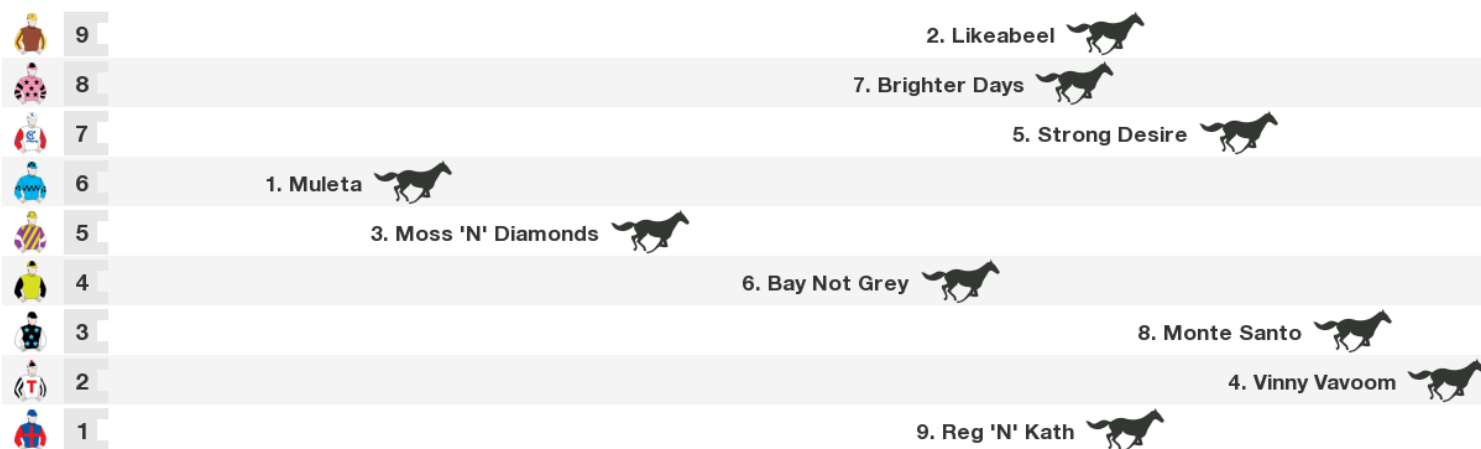 9 2. Likeabeel
8 7. Brighter Days
7 5. Strong Desire
6 1. Muleta
5 3. Moss 'N' Diamonds
4 6. Bay Not Grey
3 8. Monte Santo
T 2 4. Vinny Vavoom
1 9. Reg 'N' Kath